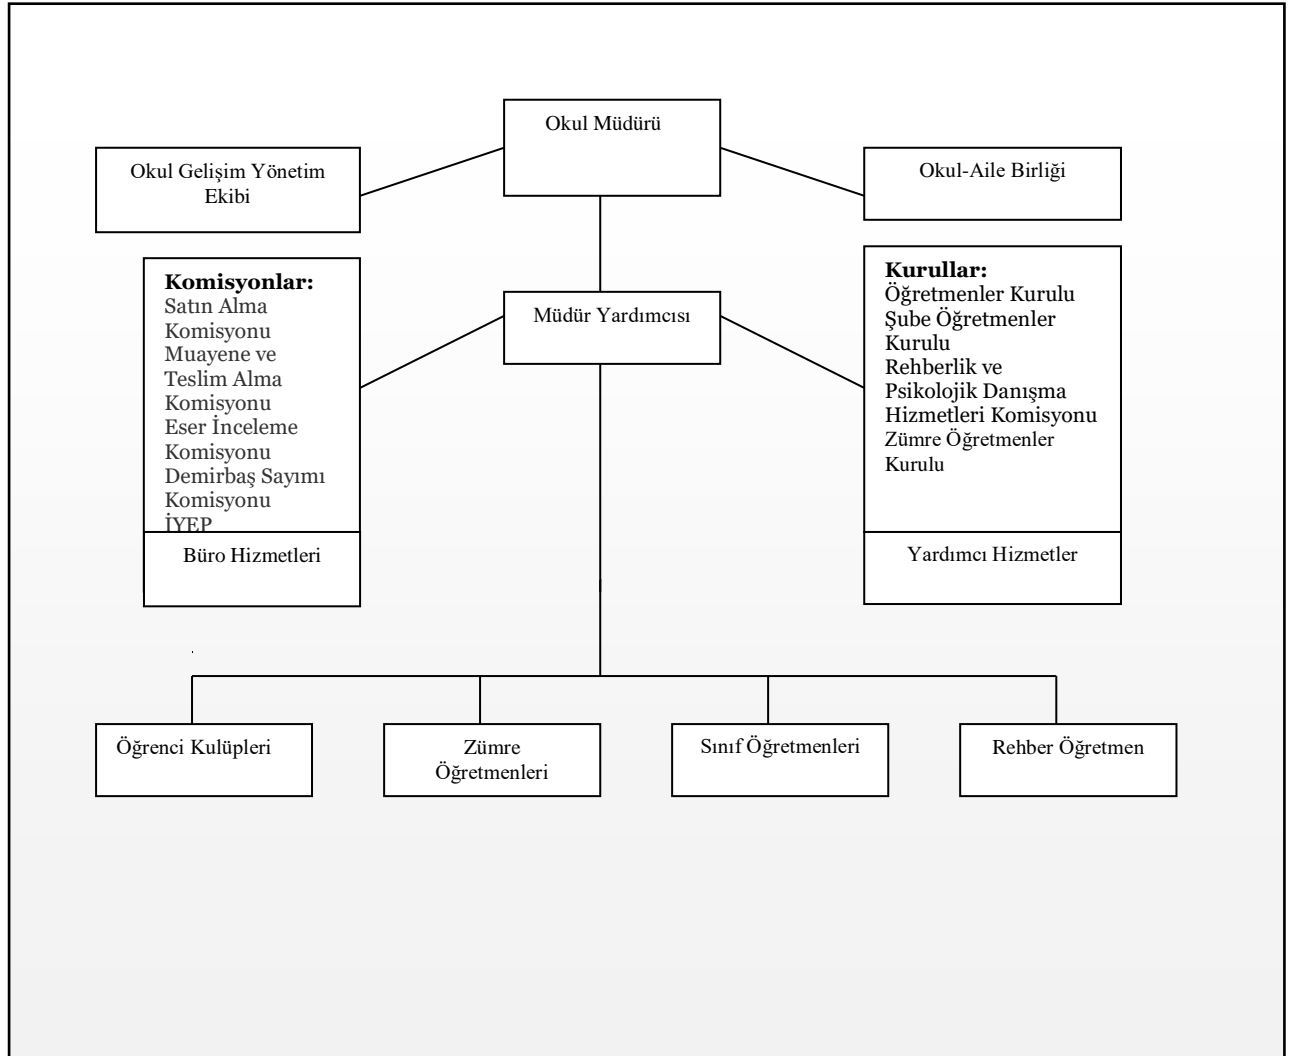 Okul Müdürü
Okul Gelişim Yönetim
Ekibi
Okul-Aile Birliği
Komisyonlar:
Satın Alma
Komisyonu
Muayene ve
Teslim Alma
Komisyonu
Eser İnceleme
Komisyonu
Demirbaş Sayımı
Komisyonu
İYEP
Müdür Yardımcısı
Kurullar:
Öğretmenler Kurulu
Şube Öğretmenler
Kurulu
Rehberlik ve
Psikolojik Danışma
Hizmetleri Komisyonu
Zümre Öğretmenler
Kurulu
Büro Hizmetleri
Yardımcı Hizmetler
Öğrenci Kulüpleri
Zümre
Öğretmenleri
Sınıf Öğretmenleri
Rehber Öğretmen